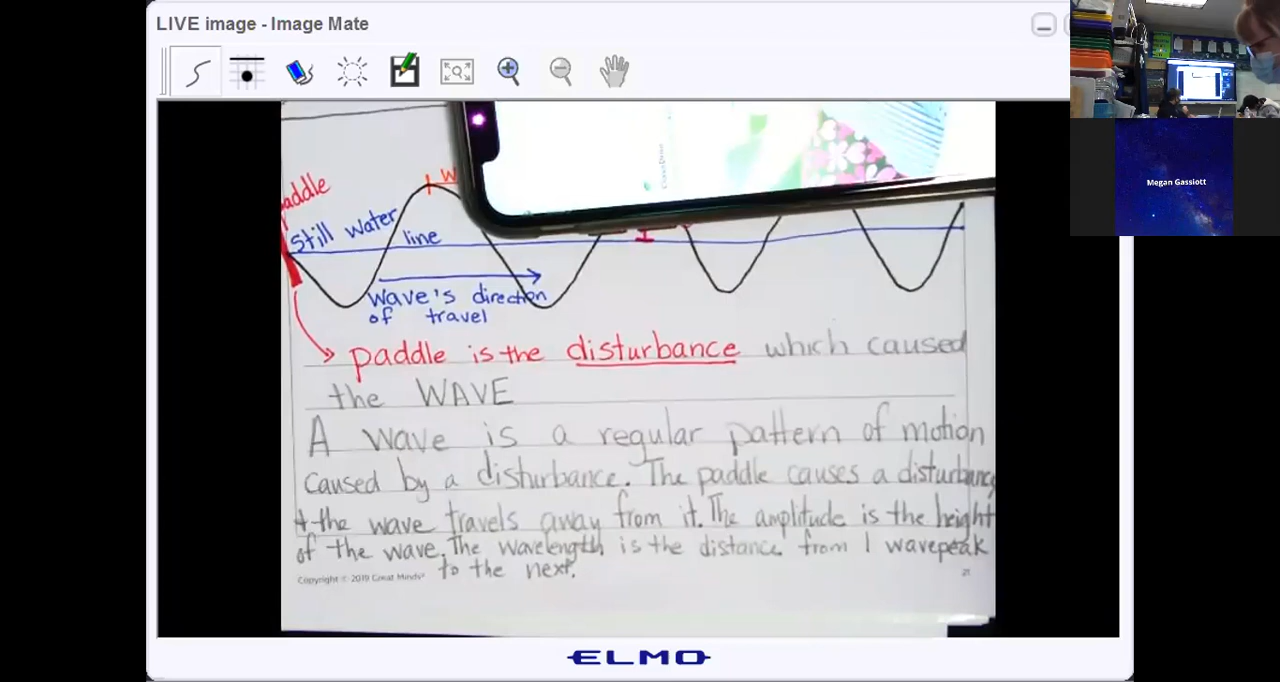 LIVE image - Image Mate
Megan Gassiott
W
paddle
Still water line
Wave's direction
of travel
paddle is the disturbance which caused
the WAVE
A wave is a regular pattern of motion
caused by a disturbance. The paddle causes a disturbance
+ the wave travels away from it. The amplitude is the height
of the wave. The wavelength is the distance from 1 wavepeak
to the next.
Copyright © 2019 Great Minds®
21
ELMO